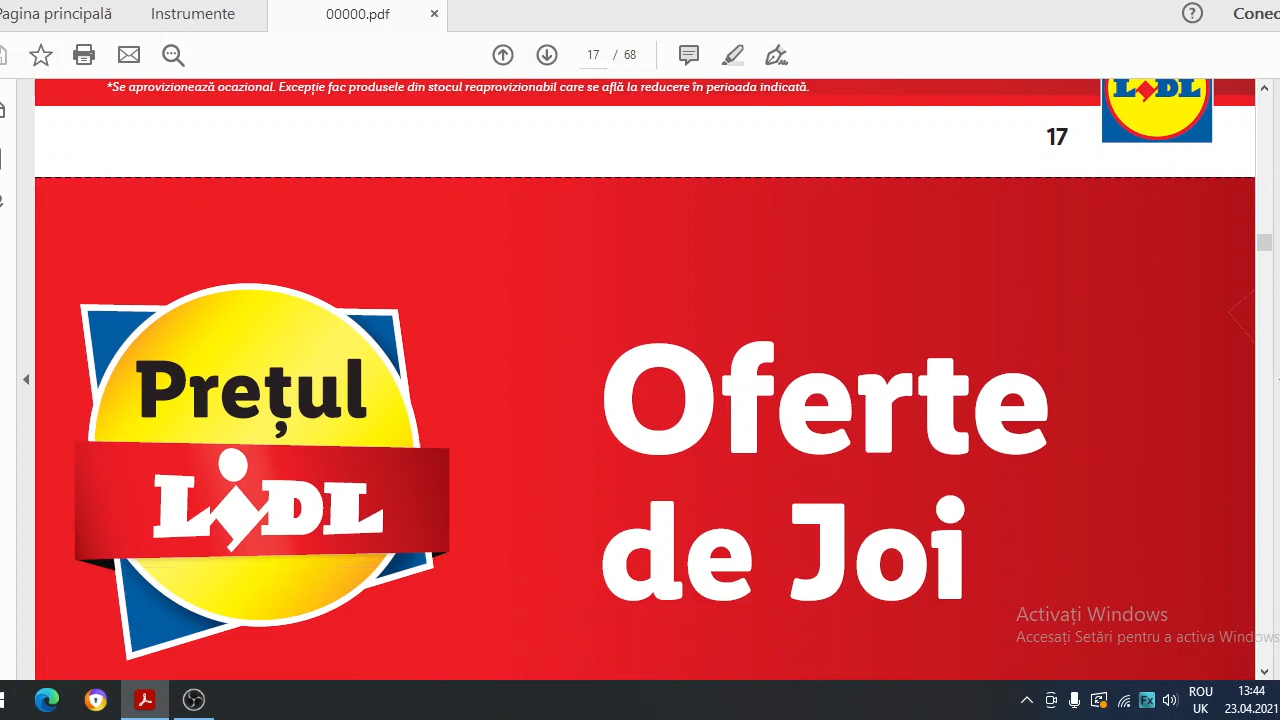 Pagina principală Instrumente 00000.pdf × ? Conec
17 / 68
*Se aprovizionează ocazional. Excepție fac produsele din stocul reaprovizionabil care se află la reducere în perioada indicată.
LIDL
17
Prețul
LIDL
Oferte
de Joi
Activați Windows
Accesați Setări pentru a activa Windows
ROU 13:44
UK 23.04.2021
Fx